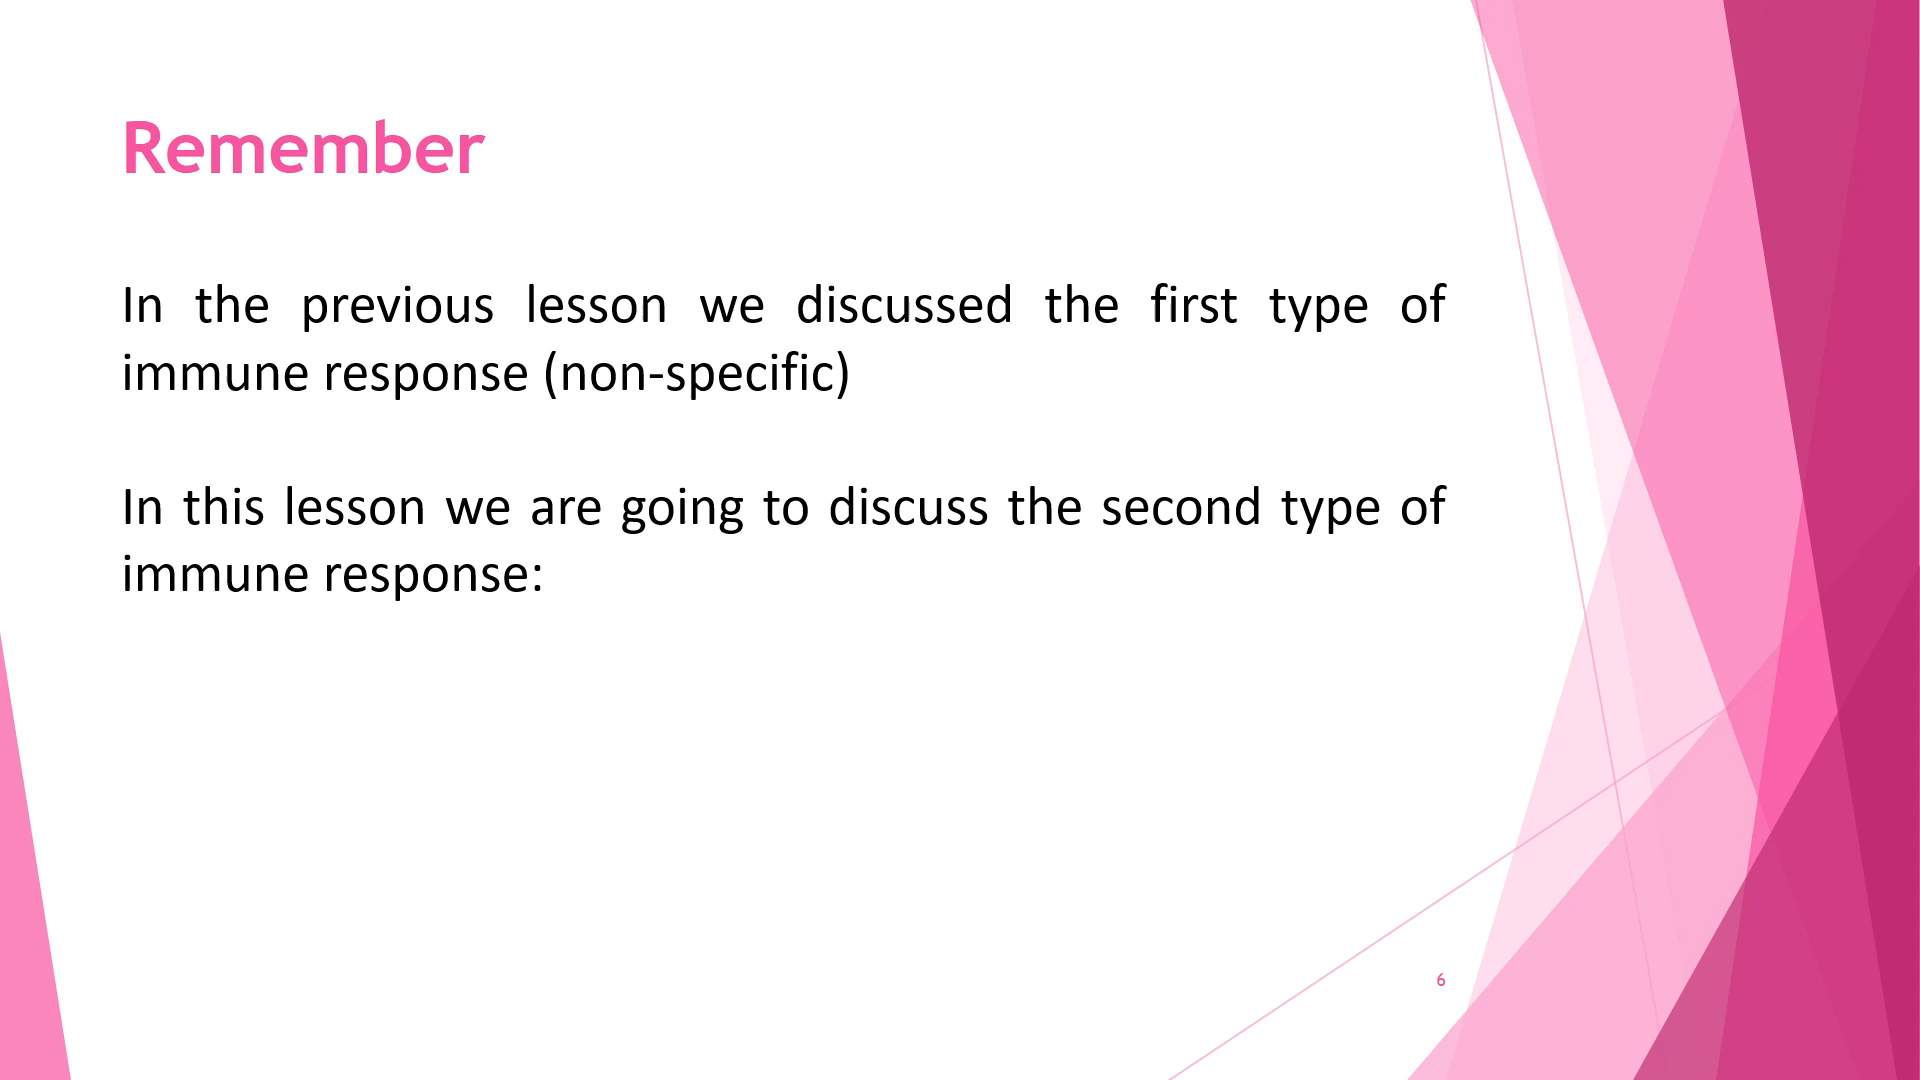 Remember
In the previous lesson we discussed the first type of
immune response (non-specific)
In this lesson we are going to discuss the second type of
immune response:
6